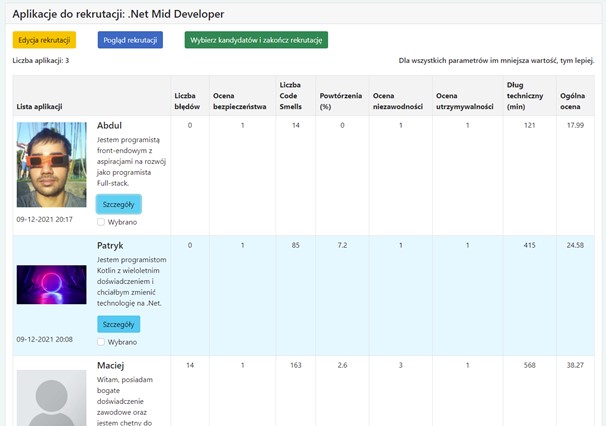 Aplikacje do rekrutacji: .Net Mid Developer
Edycja rekrutacji
Pogląd rekrutacji
Wybierz kandydatów i zakończ rekrutację
Liczba aplikacji: 3
Dla wszystkich parametrów im mniejsza wartość, tym lepiej.
Lista aplikacji
Liczba
błędów
Ocena
bezpieczeństwa
Liczba
Code
Smells
Powtórzenia
(%)
Ocena
niezawodności
Ocena
utrzymywalności
Dług
techniczny
(min)
Ogólna
ocena
Abdul
Jestem programistą
front-endowym z
aspiracjami na rozwój
jako programista
Full-stack.
Szczegóły
Wybrano
09-12-2021 20:17
0
1
14
0
1
1
121
17.99
Patryk
Jestem programistom
Kotlin z wieloletnim
doświadczeniem i
chciałbym zmienić
technologię na .Net.
Szczegóły
Wybrano
09-12-2021 20:08
0
1
85
7.2
1
1
415
24.58
Maciej
Witam, posiadam
bogate
doświadczenie
zawodowe oraz
jestem chętny do
14
1
163
2.6
3
1
568
38.27